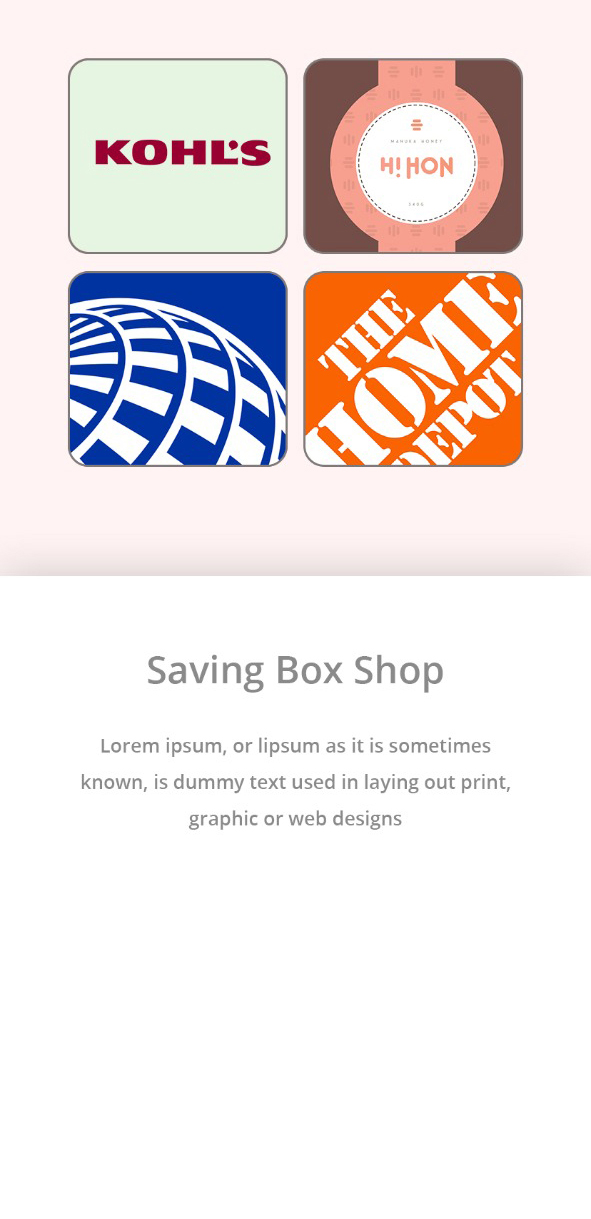 KOHL'S
MANUKA HONEY
H!HON
THE
HOME
DEPOT
Saving Box Shop
Lorem ipsum, or lipsum as it is sometimes
known, is dummy text used in laying out print,
graphic or web designs